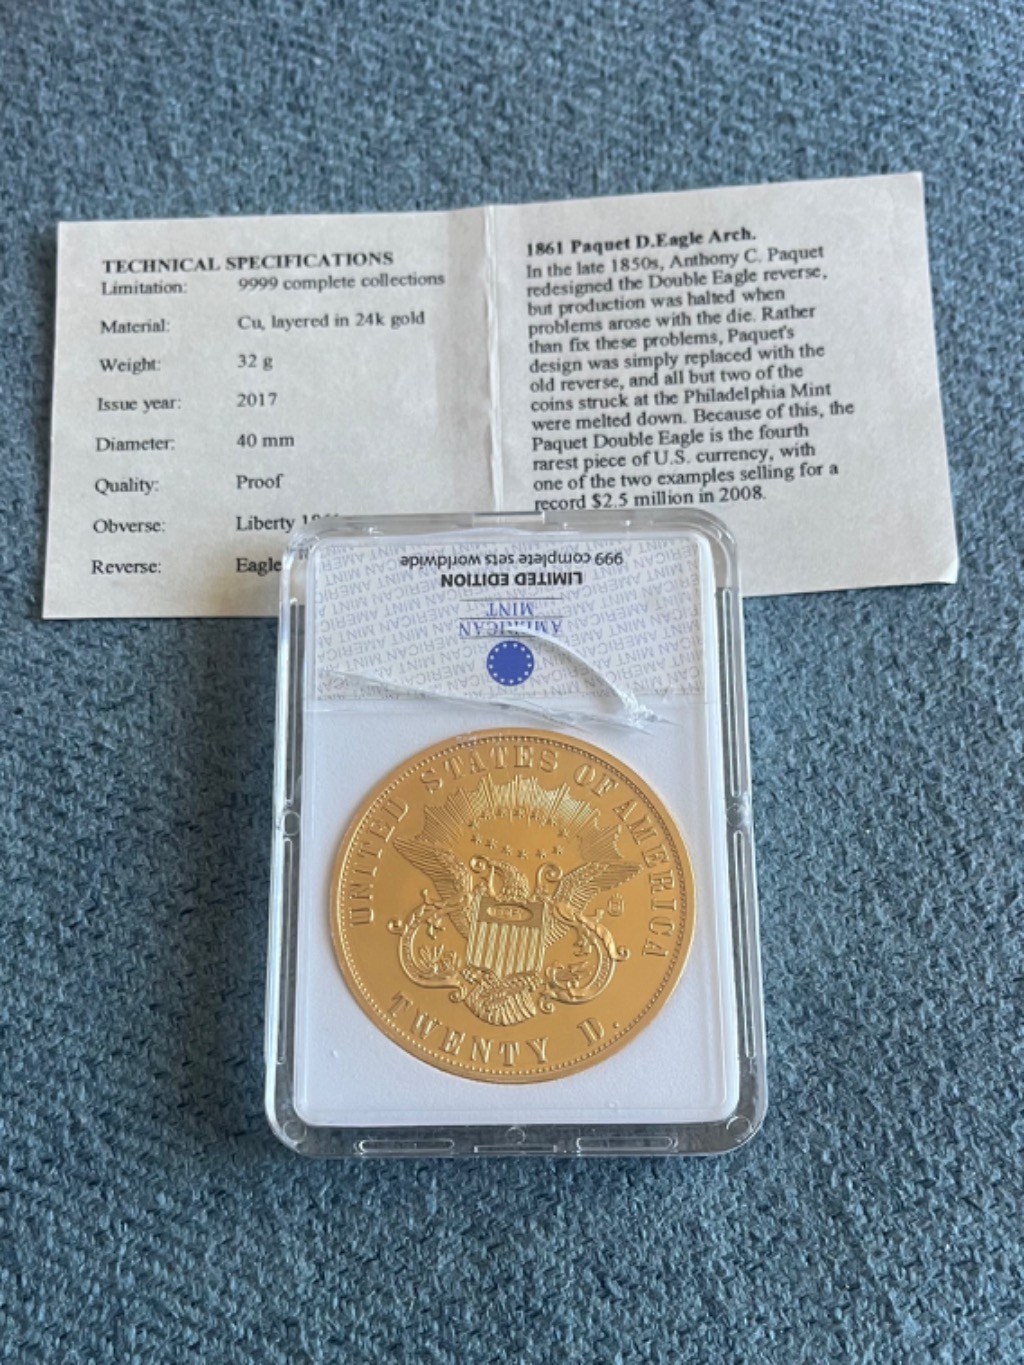 TECHNICAL SPECIFICATIONS
Limitation: 9999 complete collections
Material: Cu, layered in 24k gold
Weight: 32 g
Issue year: 2017
Diameter: 40 mm
Quality: Proof
Obverse: Liberty
Reverse: Eagle
1861 Paquet D.Eagle Arch.
In the late 1850s, Anthony C. Paquet
redesigned the Double Eagle reverse,
but production was halted when
problems arose with the die. Rather
than fix these problems, Paquet's
design was simply replaced with the
old reverse, and all but two of the
coins struck at the Philadelphia Mint
were melted down. Because of this, the
Paquet Double Eagle is the fourth
rarest piece of U.S. currency, with
one of the two examples selling for a
record $2.5 million in 2008.
AMERICAN
MINT
LIMITED EDITION
999 complete sets worldwide
UNITED STATES OF AMERICA
TWENTY D.